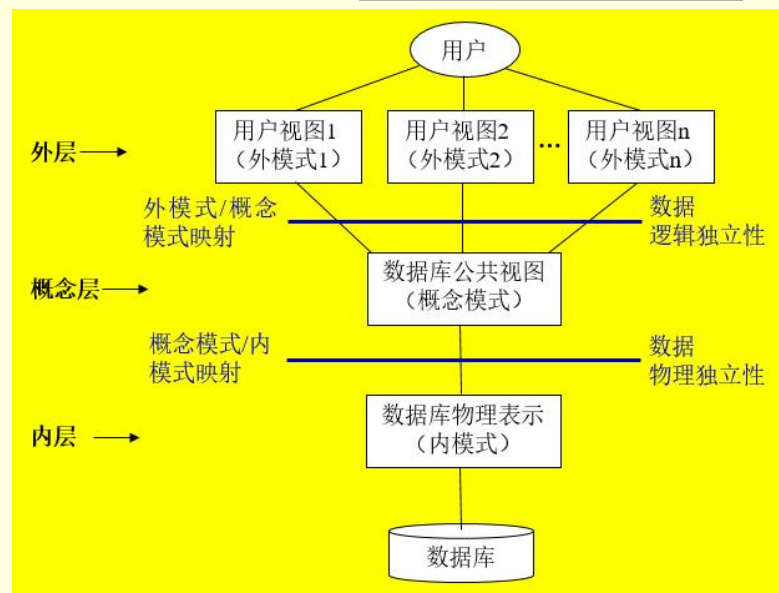 用户
用户视图1
（外模式1）
用户视图2
（外模式2）
…
用户视图n
（外模式n）
外层
外模式/概念
模式映射
数据
逻辑独立性
数据库公共视图
（概念模式）
概念层
概念模式/内
模式映射
数据
物理独立性
数据库物理表示
（内模式）
内层
数据库